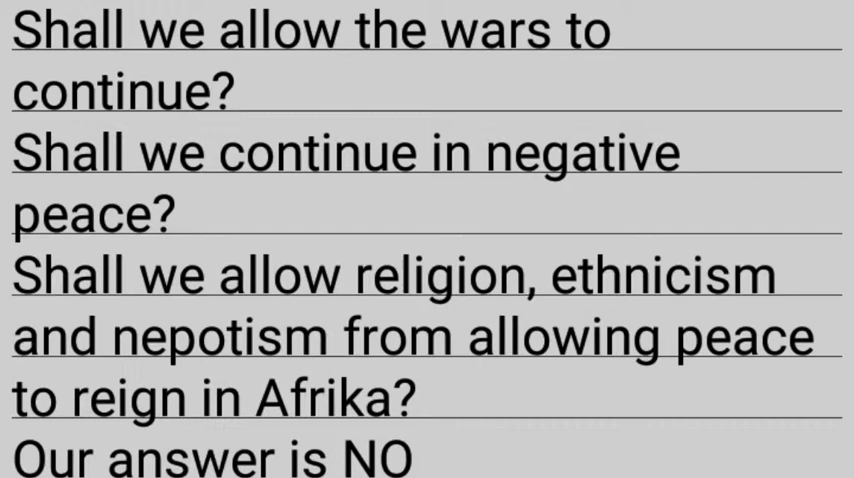 Shall we allow the wars to
continue?
Shall we continue in negative
peace?
Shall we allow religion, ethnicism
and nepotism from allowing peace
to reign in Afrika?
Our answer is NO